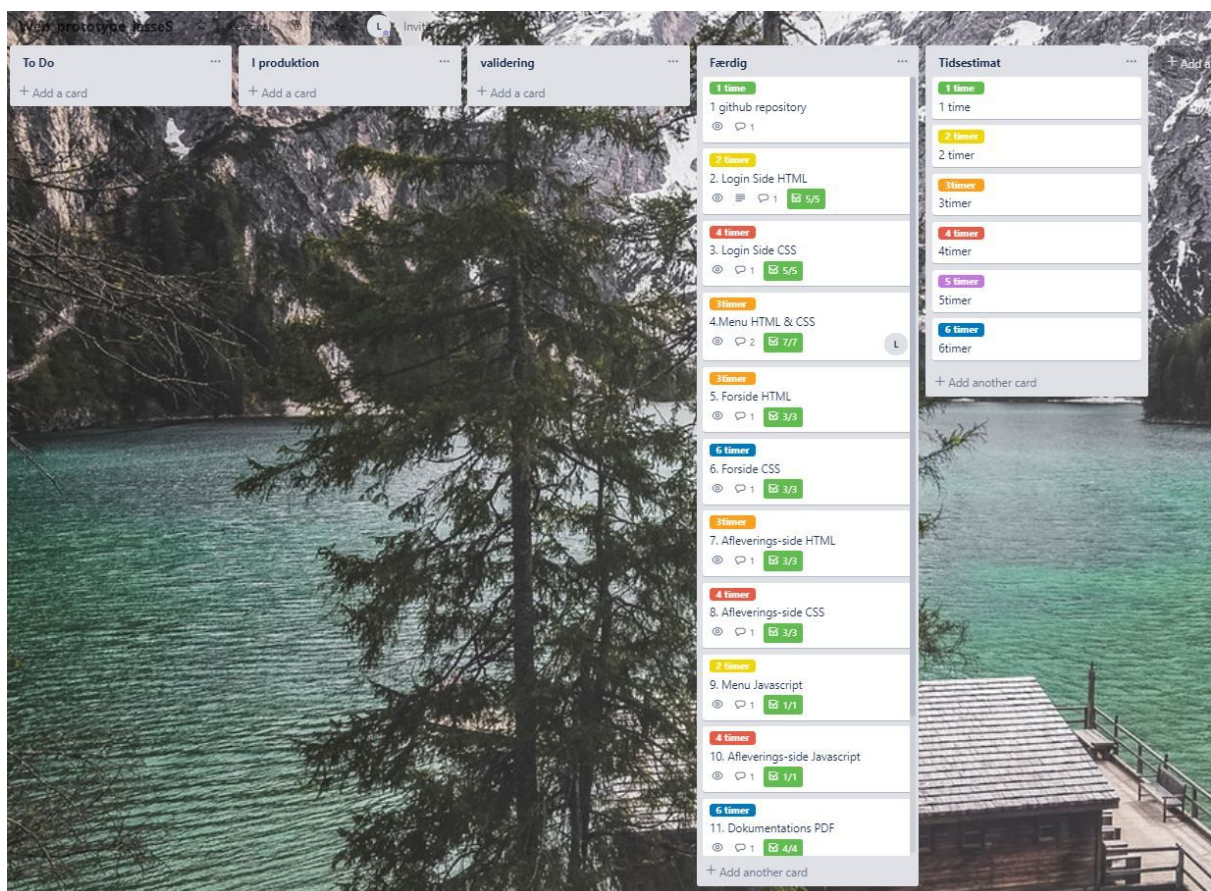 Web_prototybe_lasseS
Personal
Private
L
Invite
To Do
+ Add a card
I produktion
+ Add a card
validering
+ Add a card
Færdig
1 time
1 github repository
1
2 timer
2. Login Side HTML
1 5/5
4 timer
3. Login Side CSS
1 5/5
3timer
4.Menu HTML & CSS
2 7/7
L
3timer
5. Forside HTML
1 3/3
6 timer
6. Forside CSS
1 3/3
3timer
7. Afleverings-side HTML
1 3/3
4 timer
8. Afleverings-side CSS
1 3/3
2 timer
9. Menu Javascript
1 1/1
4 timer
10. Afleverings-side Javascript
1 1/1
6 timer
11. Dokumentations PDF
1 4/4
+ Add another card
Tidsestimat
1 time
1 time
2 timer
2 timer
3timer
3timer
4 timer
4timer
5 timer
5timer
6 timer
6timer
+ Add another card
+ Add a